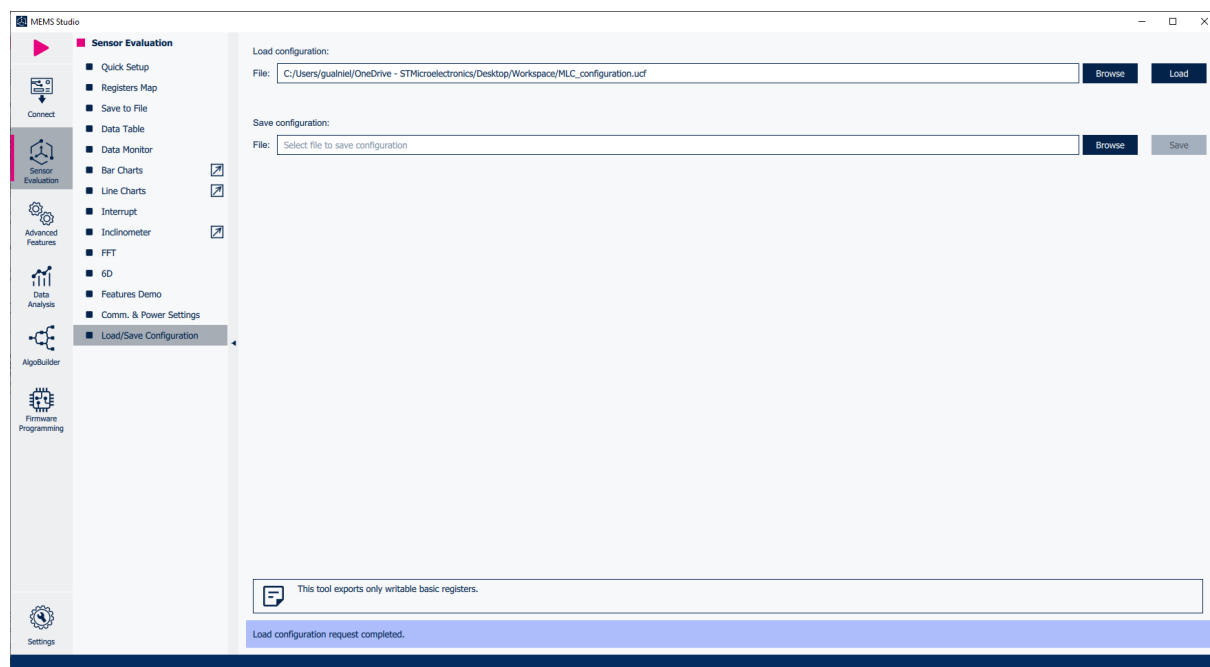 MEMS Studio
Connect
Sensor
Evaluation
Advanced
Features
Data
Analysis
AlgoBuilder
Firmware
Programming
Settings
Sensor Evaluation
Quick Setup
Registers Map
Save to File
Data Table
Data Monitor
Bar Charts
Line Charts
Interrupt
Inclinometer
FFT
6D
Features Demo
Comm. & Power Settings
Load/Save Configuration
Load configuration:
File: C:/Users/gualniel/OneDrive - STMicroelectronics/Desktop/Workspace/MLC_configuration.ucf Browse Load
Save configuration:
File: Select file to save configuration Browse Save
This tool exports only writable basic registers.
Load configuration request completed.